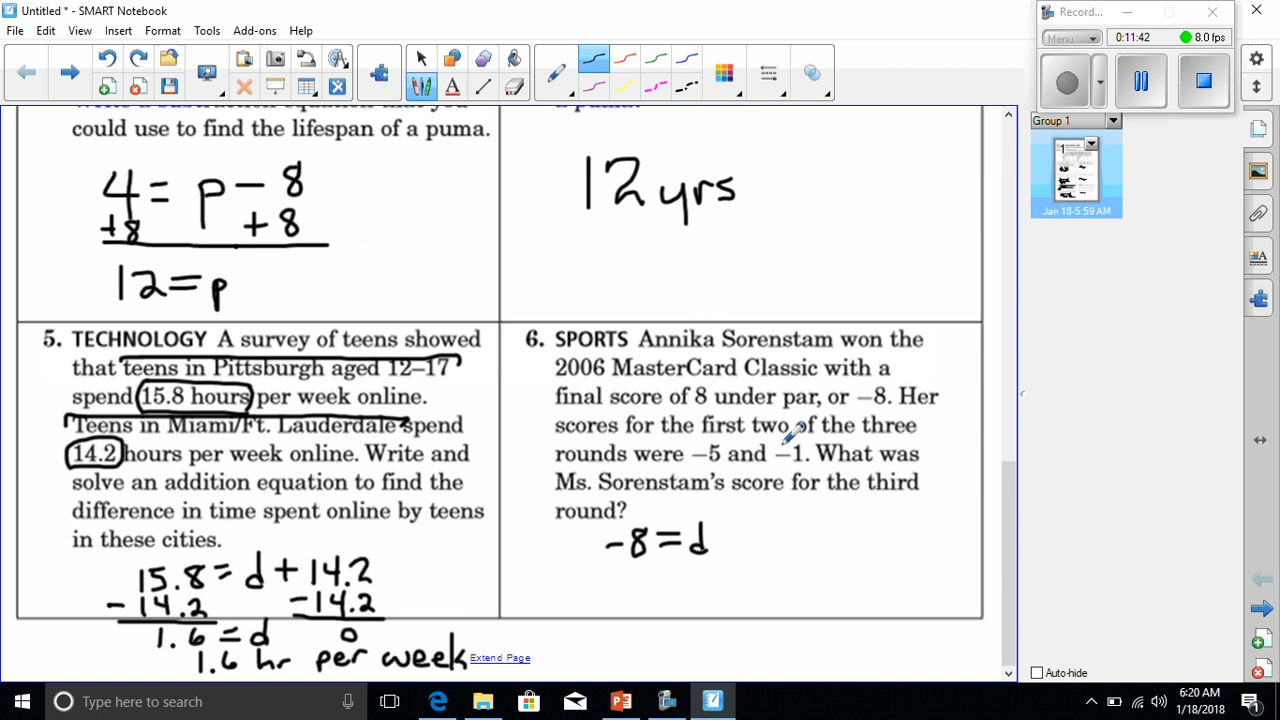 Untitled * - SMART Notebook
File Edit View Insert Format Tools Add-ons Window Help
Record...
Menu
0:11:42
8.0 fps
Group 1
1
Jan 18-5:59 AM
could use to find the lifespan of a puma.
4 = p - 8
+8 +8
12 = p
a puma.
12 yrs
5. TECHNOLOGY A survey of teens showed
that teens in Pittsburgh aged 12–17
spend 15.8 hours per week online.
Teens in Miami/Ft. Lauderdale spend
14.2 hours per week online. Write and
solve an addition equation to find the
difference in time spent online by teens
in these cities.
15.8 = d + 14.2
- 14.2 - 14.2
1.6 = d 0
1.6 hr per week
6. SPORTS Annika Sorenstam won the
2006 MasterCard Classic with a
final score of 8 under par, or −8. Her
scores for the first two of the three
rounds were −5 and −1. What was
Ms. Sorenstam's score for the third
round?
-8 = d
Extend Page
Auto-hide
Type here to search
6:20 AM
1/18/2018